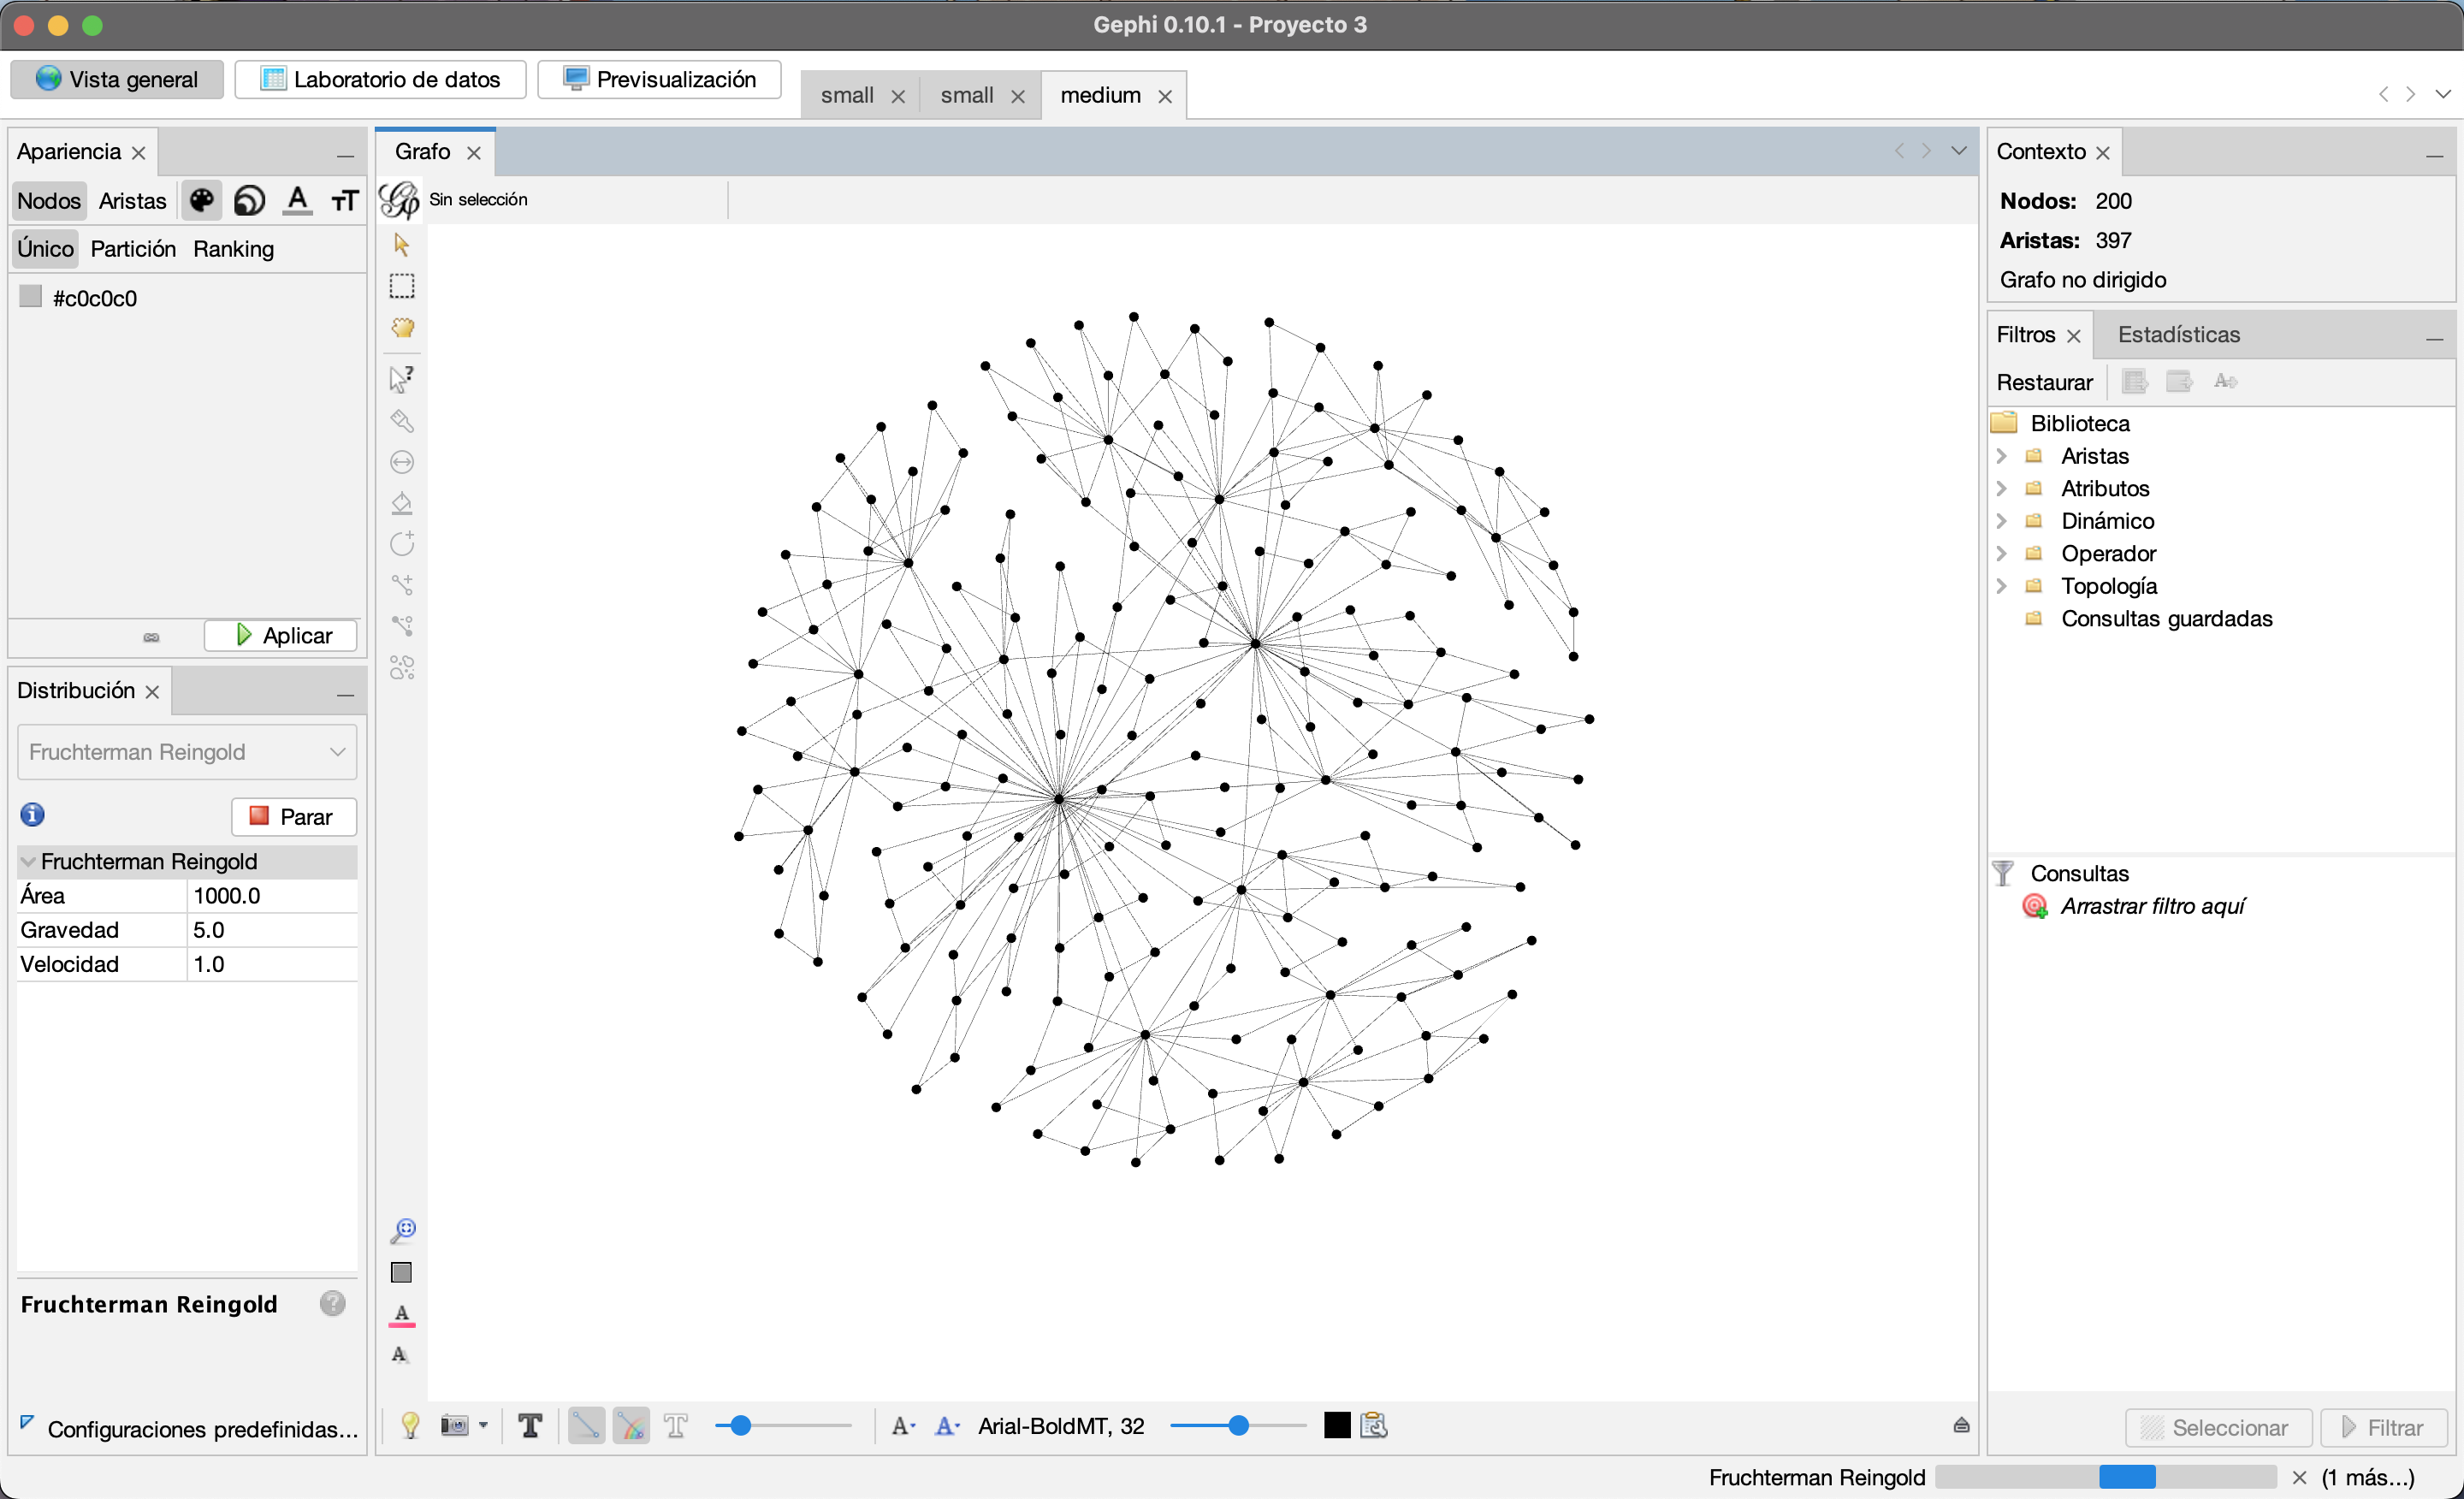 Gephi 0.10.1 - Proyecto 3
Vista general
Laboratorio de datos
Previsualización
small
small
medium
Apariencia
Nodos
Aristas
Único
Partición
Ranking
#c0c0c0
Aplicar
Distribución
Fruchterman Reingold
Parar
Fruchterman Reingold
Área 1000.0
Gravedad 5.0
Velocidad 1.0
Fruchterman Reingold
Configuraciones predefinidas...
Grafo
Sin selección
Arial-BoldMT, 32
Contexto
Nodos: 200
Aristas: 397
Grafo no dirigido
Filtros
Estadísticas
Restaurar
Biblioteca
Aristas
Atributos
Dinámico
Operador
Topología
Consultas guardadas
Consultas
Arrastrar filtro aquí
Seleccionar
Filtrar
Fruchterman Reingold
(1 más...)